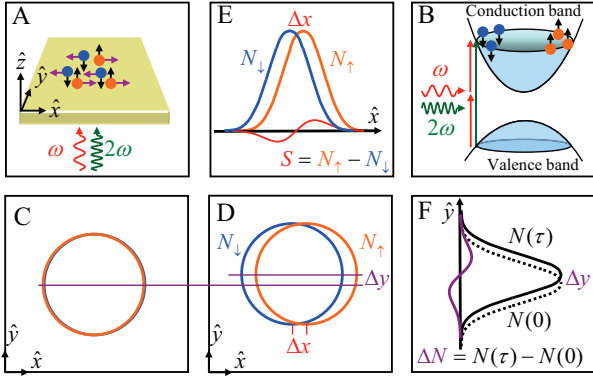 A
ẑ
ŷ
x̂
ω
2ω
E
Δx
N↓
N↑
x̂
S = N↑ − N↓
B
Conduction band
ω
2ω
Valence band
C
ŷ
x̂
D
N↓
N↑
Δy
Δx
ŷ
x̂
F
ŷ
N(τ)
Δy
N(0)
ΔN = N(τ) − N(0)